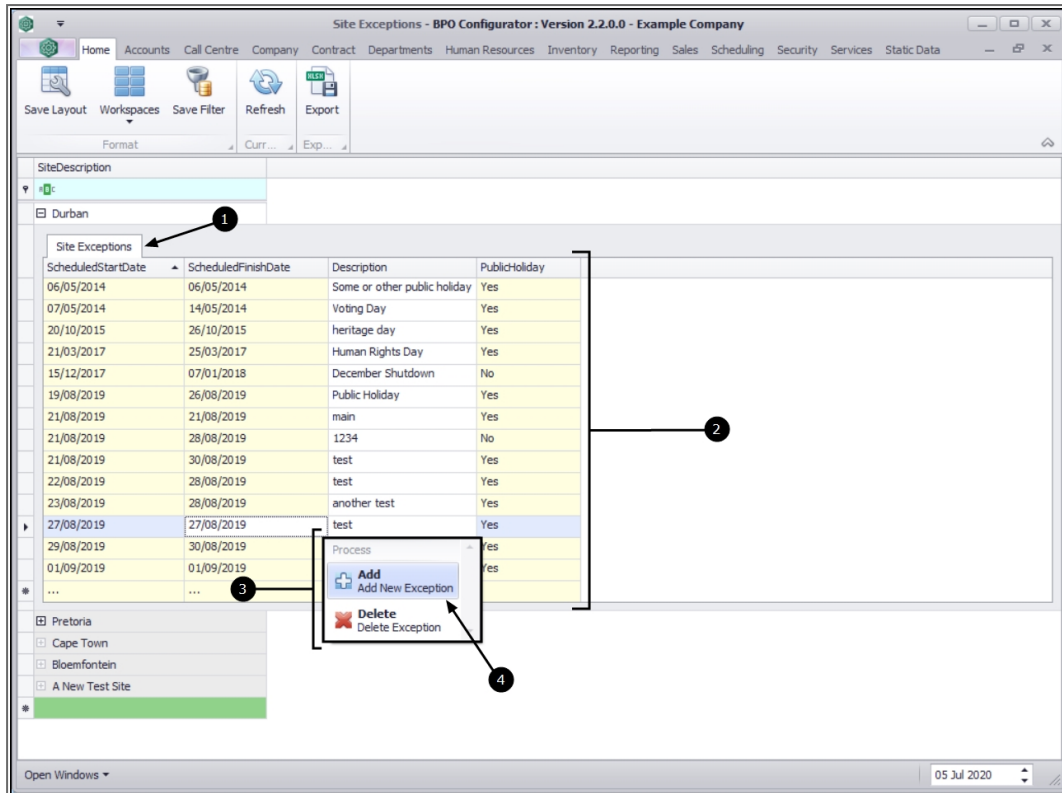 Site Exceptions - BPO Configurator : Version 2.2.0.0 - Example Company
Home Accounts Call Centre Company Contract Departments Human Resources Inventory Reporting Sales Scheduling Security Services Static Data
Save Layout Workspaces Save Filter Refresh Export
Format Curr... Exp...
SiteDescription
Durban
1
Site Exceptions
ScheduledStartDate ScheduledFinishDate Description PublicHoliday
06/05/2014 06/05/2014 Some or other public holiday Yes
07/05/2014 14/05/2014 Voting Day Yes
20/10/2015 26/10/2015 heritage day Yes
21/03/2017 25/03/2017 Human Rights Day Yes
15/12/2017 07/01/2018 December Shutdown No
19/08/2019 26/08/2019 Public Holiday Yes
21/08/2019 21/08/2019 main Yes
2
21/08/2019 28/08/2019 1234 No
21/08/2019 30/08/2019 test Yes
22/08/2019 28/08/2019 test Yes
23/08/2019 28/08/2019 another test Yes
27/08/2019 27/08/2019 test Yes
29/08/2019 30/08/2019 Yes
01/09/2019 01/09/2019 Yes
... ...
3
Process
Add
Add New Exception
Delete
Delete Exception
4
Pretoria
Cape Town
Bloemfontein
A New Test Site
Open Windows 05 Jul 2020